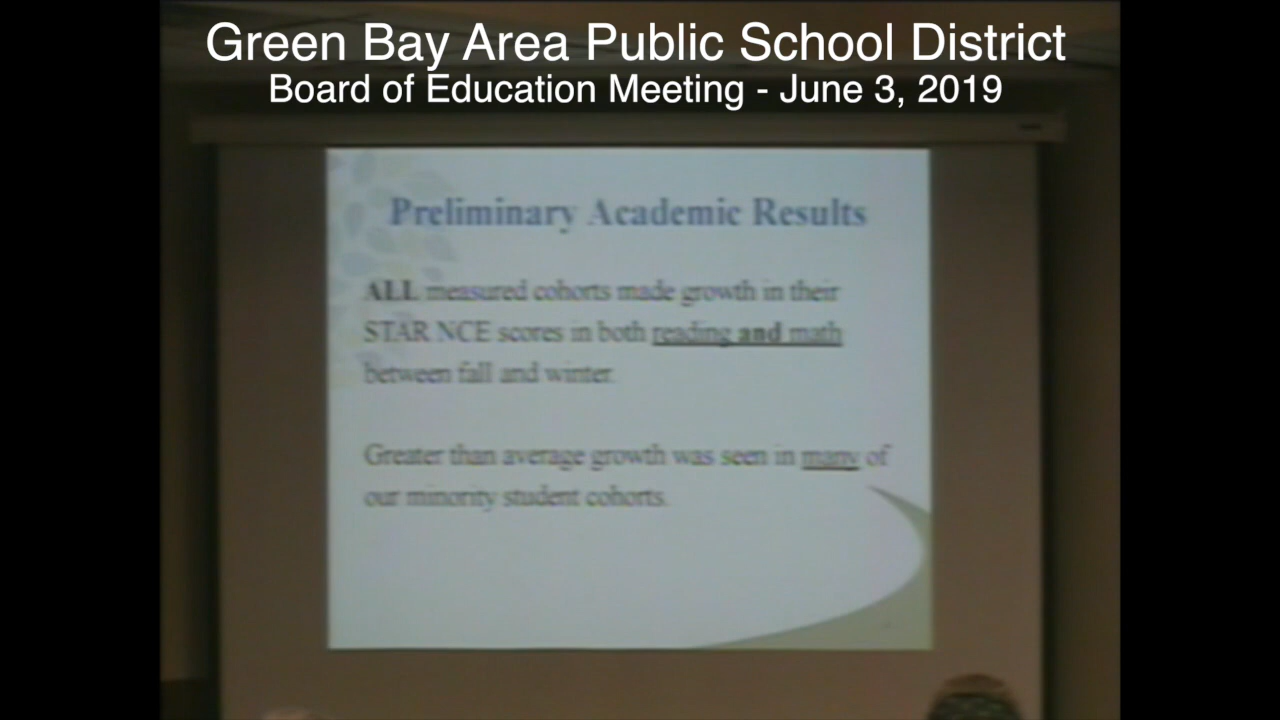 Green Bay Area Public School District
Board of Education Meeting - June 3, 2019
Preliminary Academic Results
ALL measured cohorts made growth in their
STAR NCE scores in both reading and math
between fall and winter.
Greater than average growth was seen in many of
our minority student cohorts.